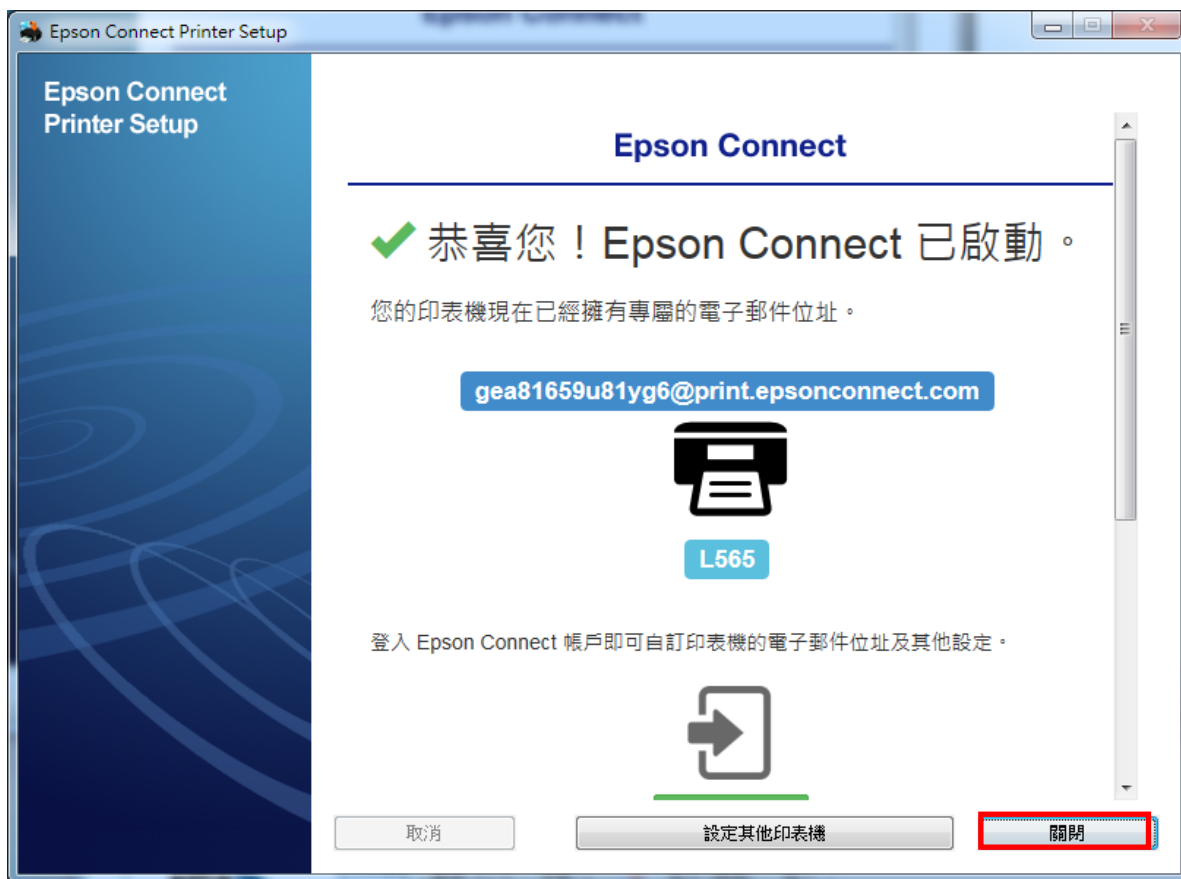 Epson Connect Printer Setup
Epson Connect
Printer Setup
Epson Connect
✔ 恭喜您！Epson Connect 已啟動。
您的印表機現在已經擁有專屬的電子郵件位址。
gea81659u81yg6@print.epsonconnect.com
L565
登入 Epson Connect 帳戶即可自訂印表機的電子郵件位址及其他設定。
取消
設定其他印表機
關閉